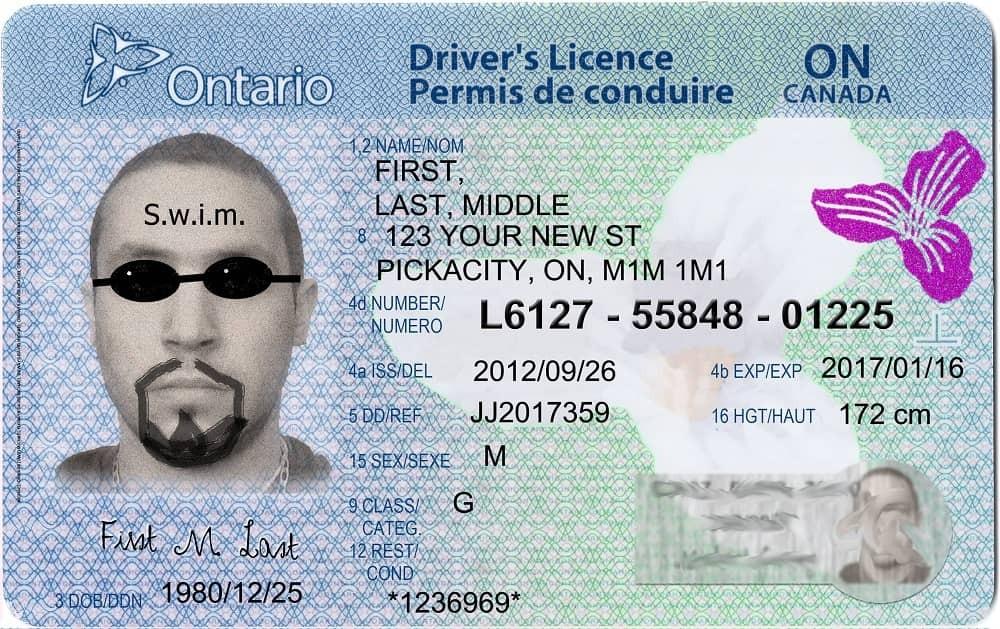 Ontario
Driver's Licence
Permis de conduire
ON
CANADA
S.w.i.m.
1,2 NAME/NOM
FIRST,
LAST, MIDDLE
8 123 YOUR NEW ST
PICKACITY, ON, M1M 1M1
4d NUMBER/
NUMERO
L6127 - 55848 - 01225
4a ISS/DEL 2012/09/26
4b EXP/EXP 2017/01/16
5 DD/REF JJ2017359
16 HGT/HAUT 172 cm
15 SEX/SEXE M
9 CLASS/ G
CATEG.
12 REST/
COND
*1236969*
First M Last
3 DOB/DDN 1980/12/25